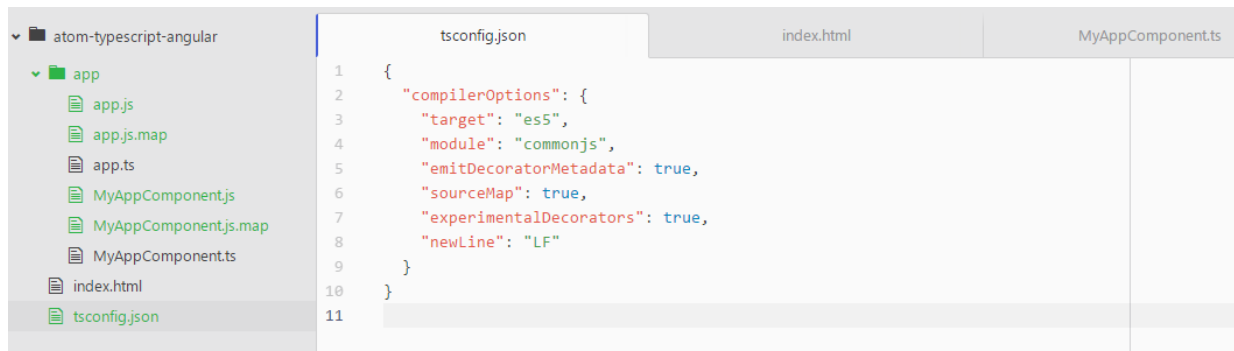 atom-typescript-angular
app
app.js
app.js.map
app.ts
MyAppComponent.js
MyAppComponent.js.map
MyAppComponent.ts
index.html
tsconfig.json
tsconfig.json index.html MyAppComponent.ts
1 {
2 "compilerOptions": {
3 "target": "es5",
4 "module": "commonjs",
5 "emitDecoratorMetadata": true,
6 "sourceMap": true,
7 "experimentalDecorators": true,
8 "newLine": "LF"
9 }
10 }
11